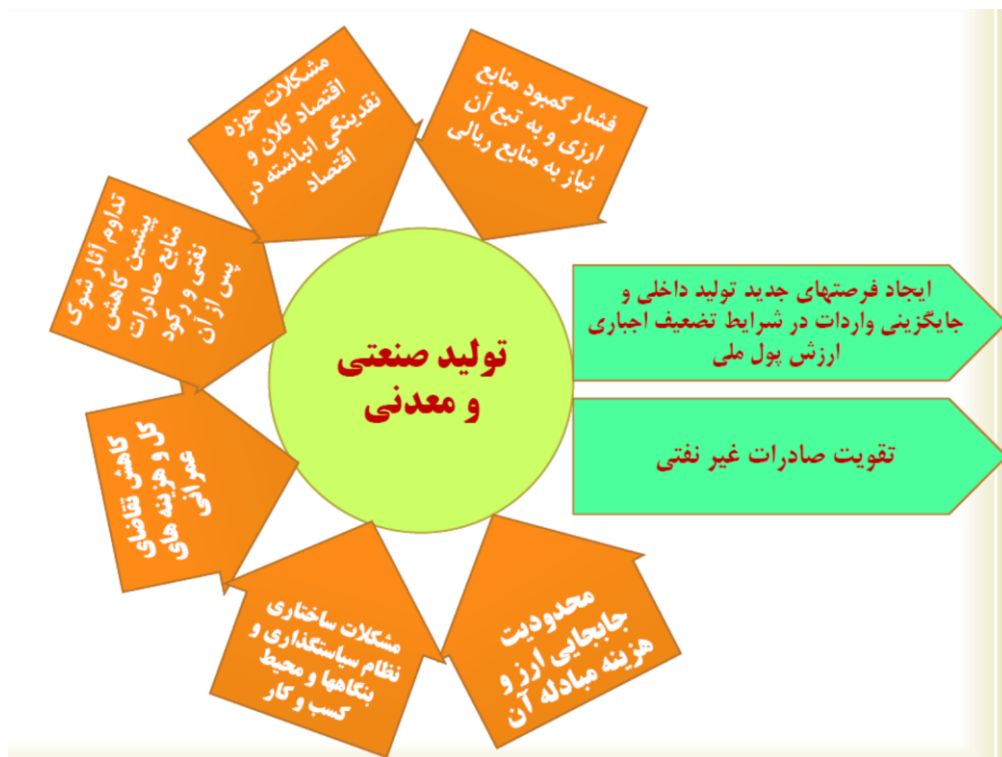 فشار کمبود منابع
ارزی و به تبع آن
نیاز به منابع ریالی
مشکلات حوزه
اقتصاد کلان و
نقدینگی انباشته در
اقتصاد
تداوم آثار شوک
پیشین کاهش
منابع صادرات
نفتی و رکود
پس از آن
کاهش تقاضای
کل و هزینه های
عمرانی
مشکلات ساختاری
نظام سیاستگذاری و
بنگاهها و محیط
کسب و کار
محدودیت
جابجایی ارز و
هزینه مبادله آن
تولید صنعتی
و معدنی
ایجاد فرصتهای جدید تولید داخلی و
جایگزینی واردات در شرایط تضعیف اجباری
ارزش پول ملی
تقویت صادرات غیر نفتی